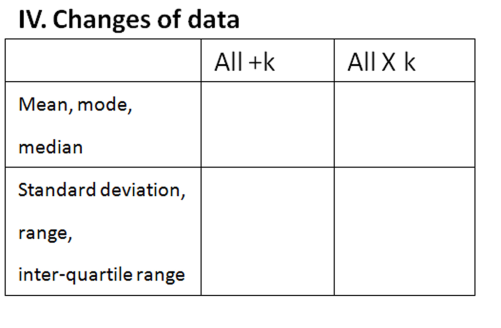 IV. Changes of data
All +k
All X k
Mean, mode,
median
Standard deviation,
range,
inter-quartile range